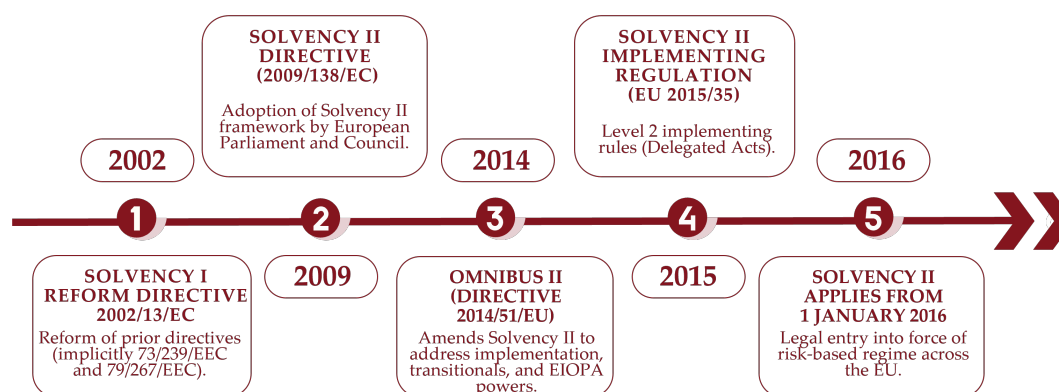 2002
1
SOLVENCY I
REFORM DIRECTIVE
2002/13/EC
Reform of prior directives
(implicitly 73/239/EEC
and 79/267/EEC).
SOLVENCY II
DIRECTIVE
(2009/138/EC)
Adoption of Solvency II
framework by European
Parliament and Council.
2
2009
2014
3
OMNIBUS II
(DIRECTIVE
2014/51/EU)
Amends Solvency II to
address implementation,
transitionals, and EIOPA
powers.
SOLVENCY II
IMPLEMENTING
REGULATION
(EU 2015/35)
Level 2 implementing
rules (Delegated Acts).
4
2015
2016
5
SOLVENCY II
APPLIES FROM
1 JANUARY 2016
Legal entry into force of
risk-based regime across
the EU.